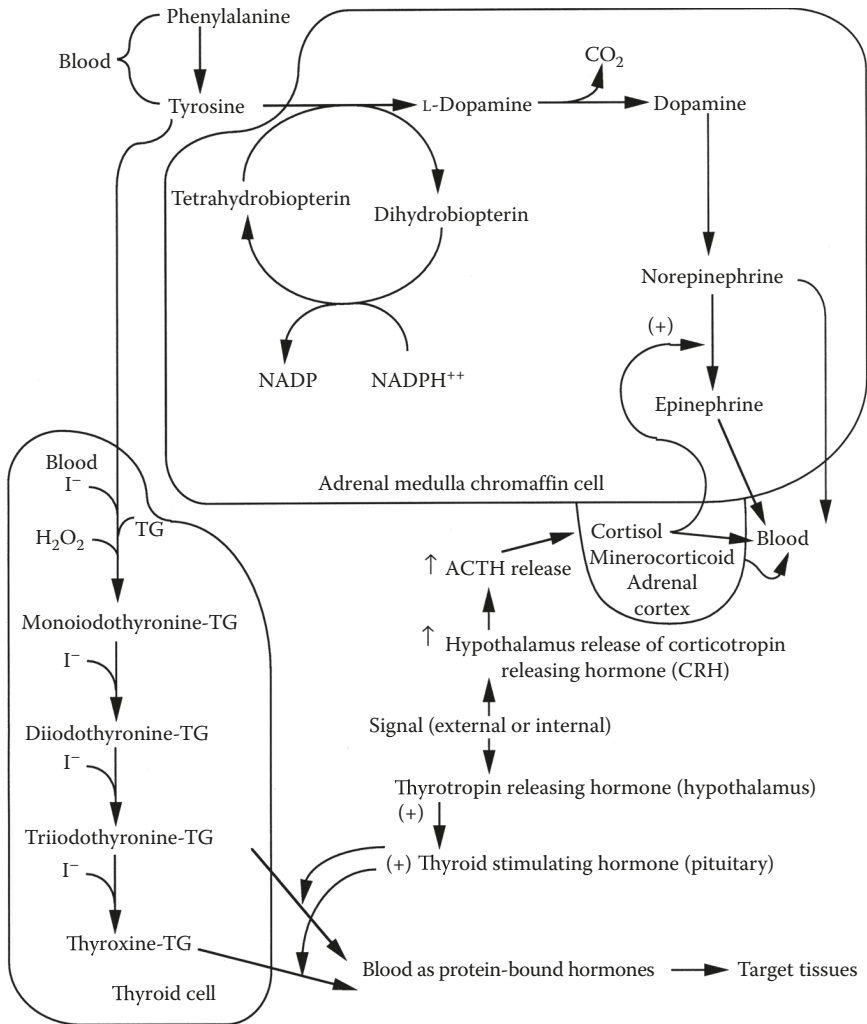 Phenylalanine
Blood
Tyrosine
L-Dopamine
CO₂
Dopamine
Tetrahydrobiopterin
Dihydrobiopterin
NADP
NADPH⁺⁺
Norepinephrine
(+)
Epinephrine
Adrenal medulla chromaffin cell
Cortisol
Minerocorticoid
Adrenal
cortex
Blood
↑ ACTH release
↑ Hypothalamus release of corticotropin
releasing hormone (CRH)
Signal (external or internal)
Thyrotropin releasing hormone (hypothalamus)
(+)
(+) Thyroid stimulating hormone (pituitary)
Blood as protein-bound hormones
Target tissues
Blood
I⁻
H₂O₂
TG
Monoiodothyronine-TG
I⁻
Diiodothyronine-TG
I⁻
Triiodothyronine-TG
I⁻
Thyroxine-TG
Thyroid cell